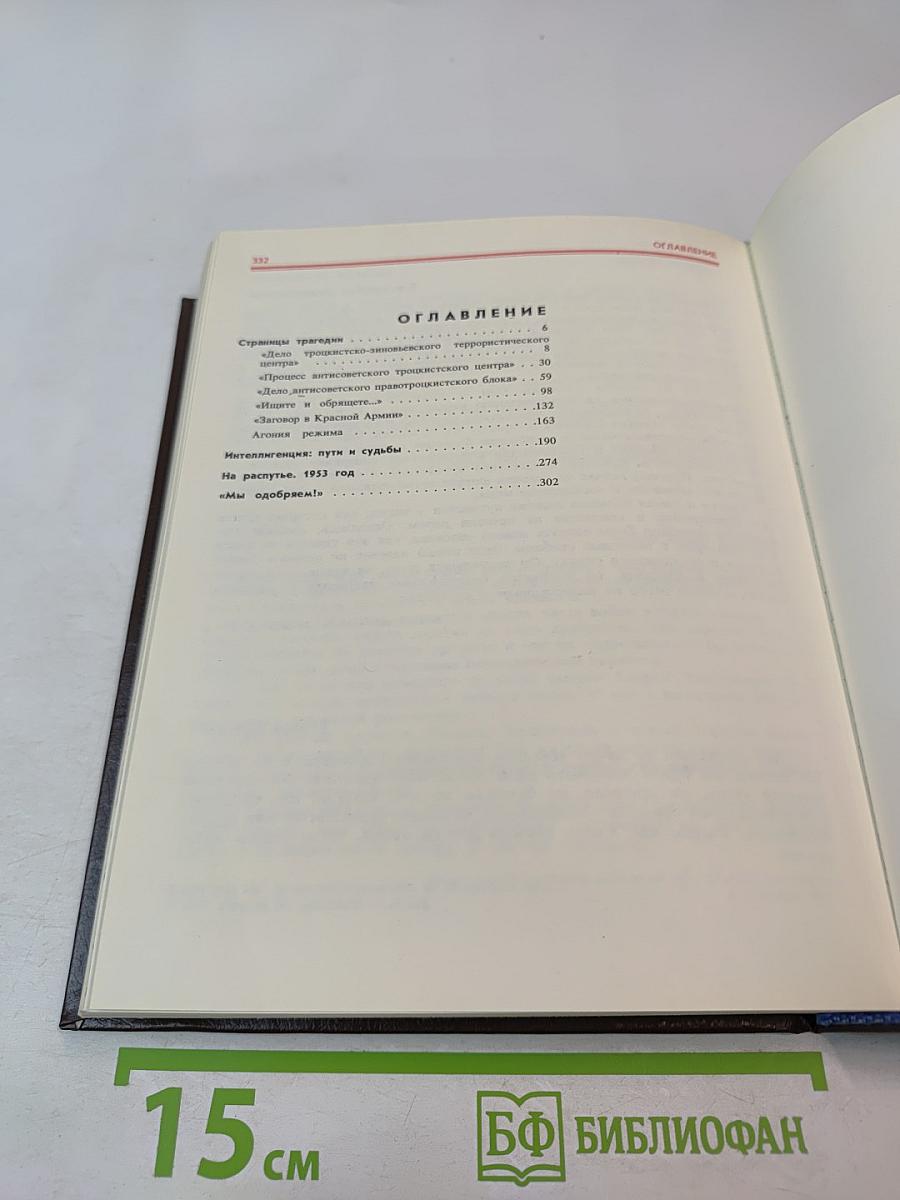 332
ОГЛАВЛЕНИЕ
ОГЛАВЛЕНИЕ
Страницы трагедии . . . . . . . . . . . . . . . . . . . . . 6
«Дело троцкистско-зиновьевского террористического
центра» . . . . . . . . . . . . . . . . . . . . . . . . 8
«Процесс антисоветского троцкистского центра» . . 30
«Дело антисоветского правотроцкистского блока» . . 59
«Ищите и обрящете...» . . . . . . . . . . . . . . . . 98
«Заговор в Красной Армии» . . . . . . . . . . . . . .132
Агония режима . . . . . . . . . . . . . . . . . . . .163
Интеллигенция: пути и судьбы . . . . . . . . . . . . . .190
На распутье. 1953 год . . . . . . . . . . . . . . . . . . .274
«Мы одобряем!» . . . . . . . . . . . . . . . . . . . . . .302
15 см
БФ БИБЛИОФАН